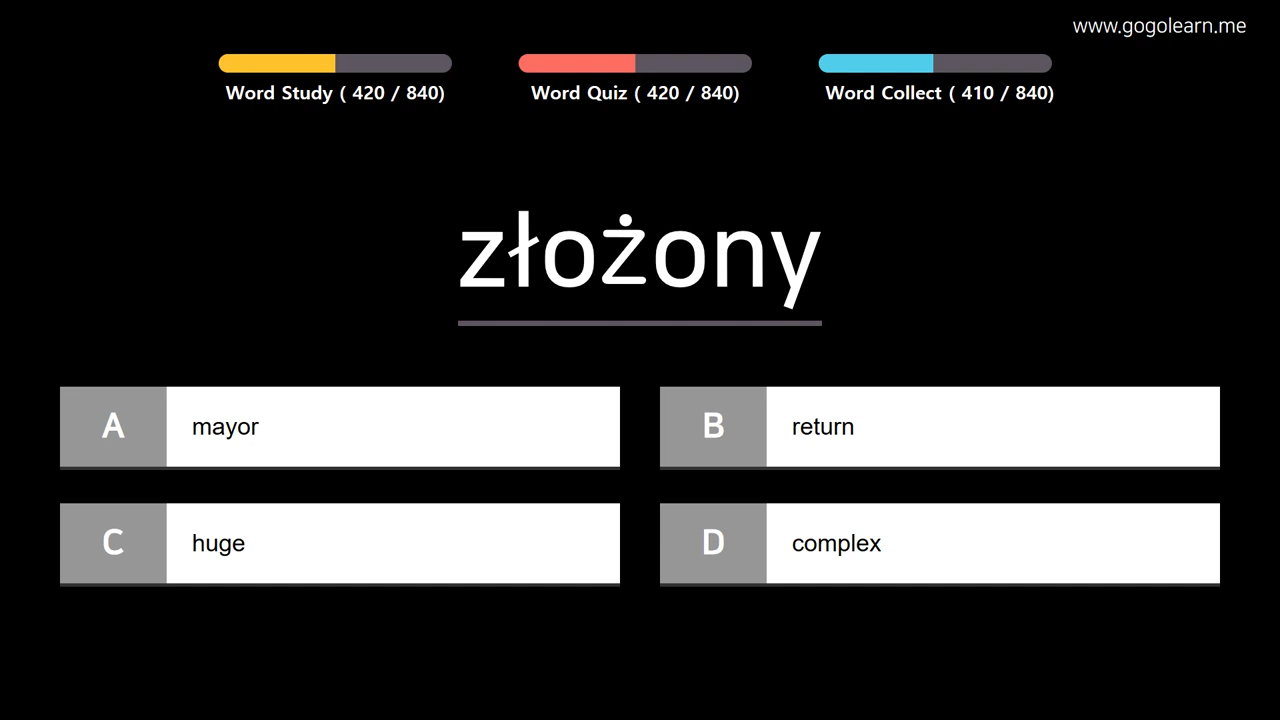 www.gogolearn.me
Word Study ( 420 / 840)
Word Quiz ( 420 / 840)
Word Collect ( 410 / 840)
złożony
A mayor
B return
C huge
D complex